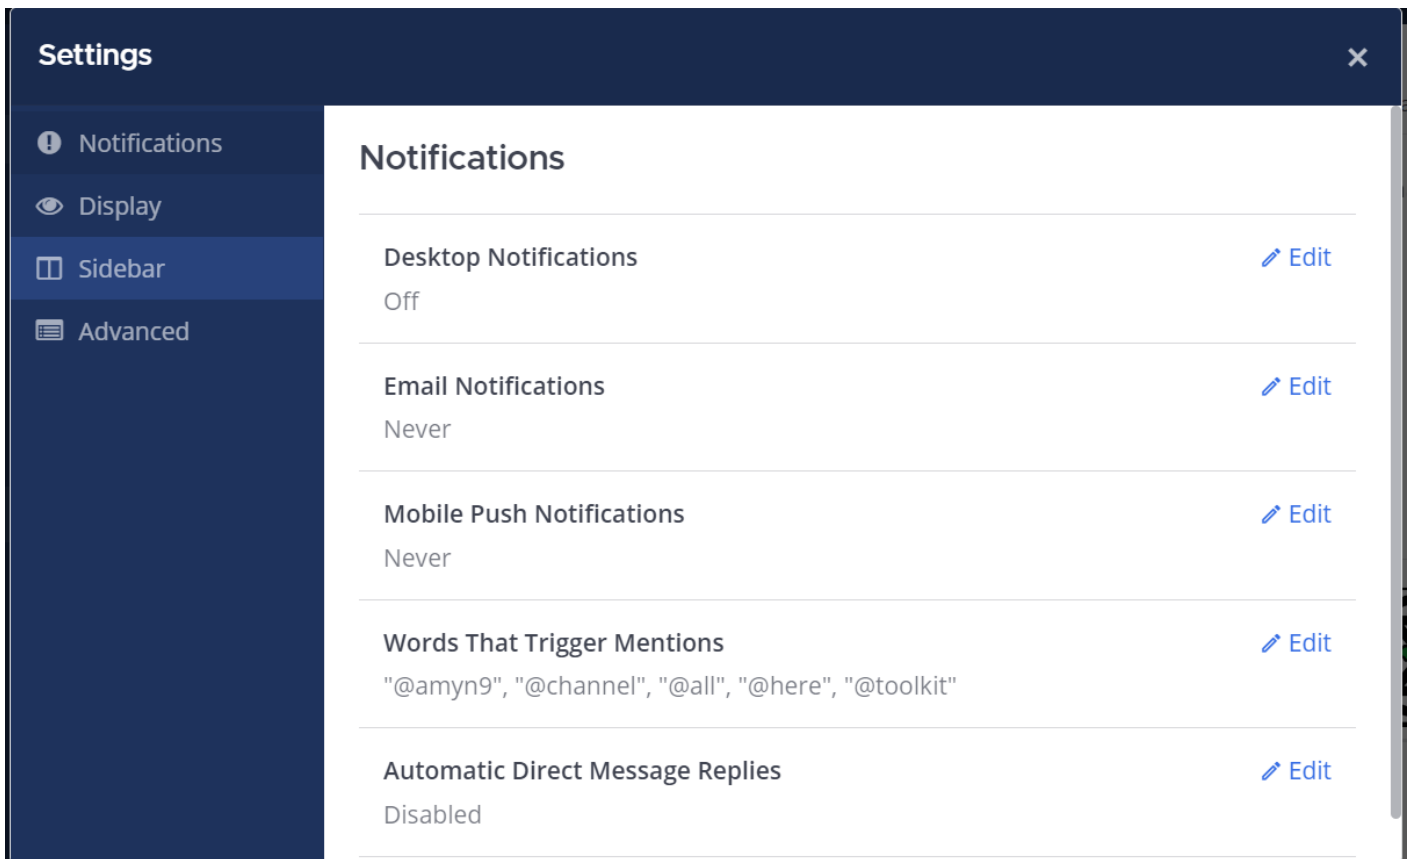 Settings
×
Notifications
Display
Sidebar
Advanced
Notifications
Desktop Notifications
Edit
Off
Email Notifications
Edit
Never
Mobile Push Notifications
Edit
Never
Words That Trigger Mentions
Edit
"@amyn9", "@channel", "@all", "@here", "@toolkit"
Automatic Direct Message Replies
Edit
Disabled